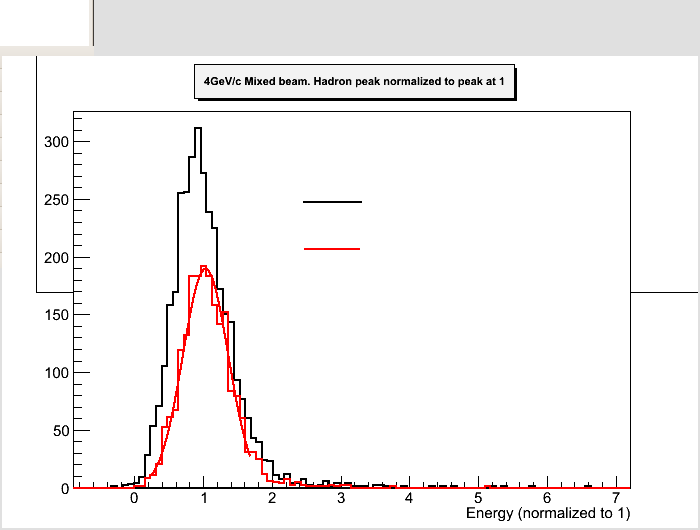 4GeV/c Mixed beam. Hadron peak normalized to peak at 1
300
250
200
150
100
50
0
0 1 2 3 4 5 6 7
Energy (normalized to 1)